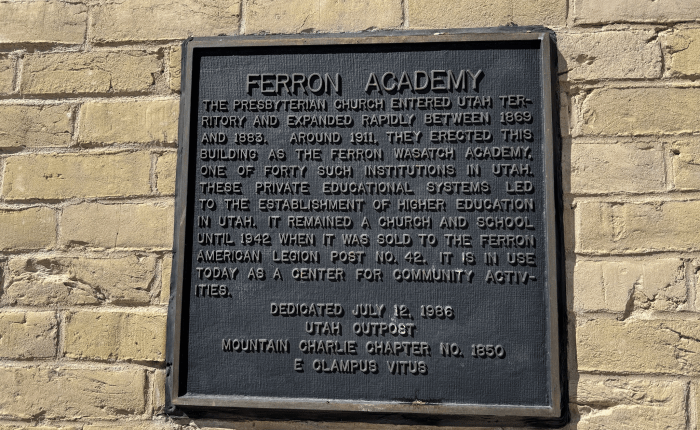 FERRON ACADEMY
THE PRESBYTERIAN CHURCH ENTERED UTAH TER-
RITORY AND EXPANDED RAPIDLY BETWEEN 1869
AND 1883. AROUND 1911, THEY ERECTED THIS
BUILDING AS THE FERRON WASATCH ACADEMY,
ONE OF FORTY SUCH INSTITUTIONS IN UTAH.
THESE PRIVATE EDUCATIONAL SYSTEMS LED
TO THE ESTABLISHMENT OF HIGHER EDUCATION
IN UTAH. IT REMAINED A CHURCH AND SCHOOL
UNTIL 1942 WHEN IT WAS SOLD TO THE FERRON
AMERICAN LEGION POST NO. 42. IT IS IN USE
TODAY AS A CENTER FOR COMMUNITY ACTIV-
ITIES.
DEDICATED JULY 12, 1986
UTAH OUTPOST
MOUNTAIN CHARLIE CHAPTER NO. 1850
E CLAMPUS VITUS